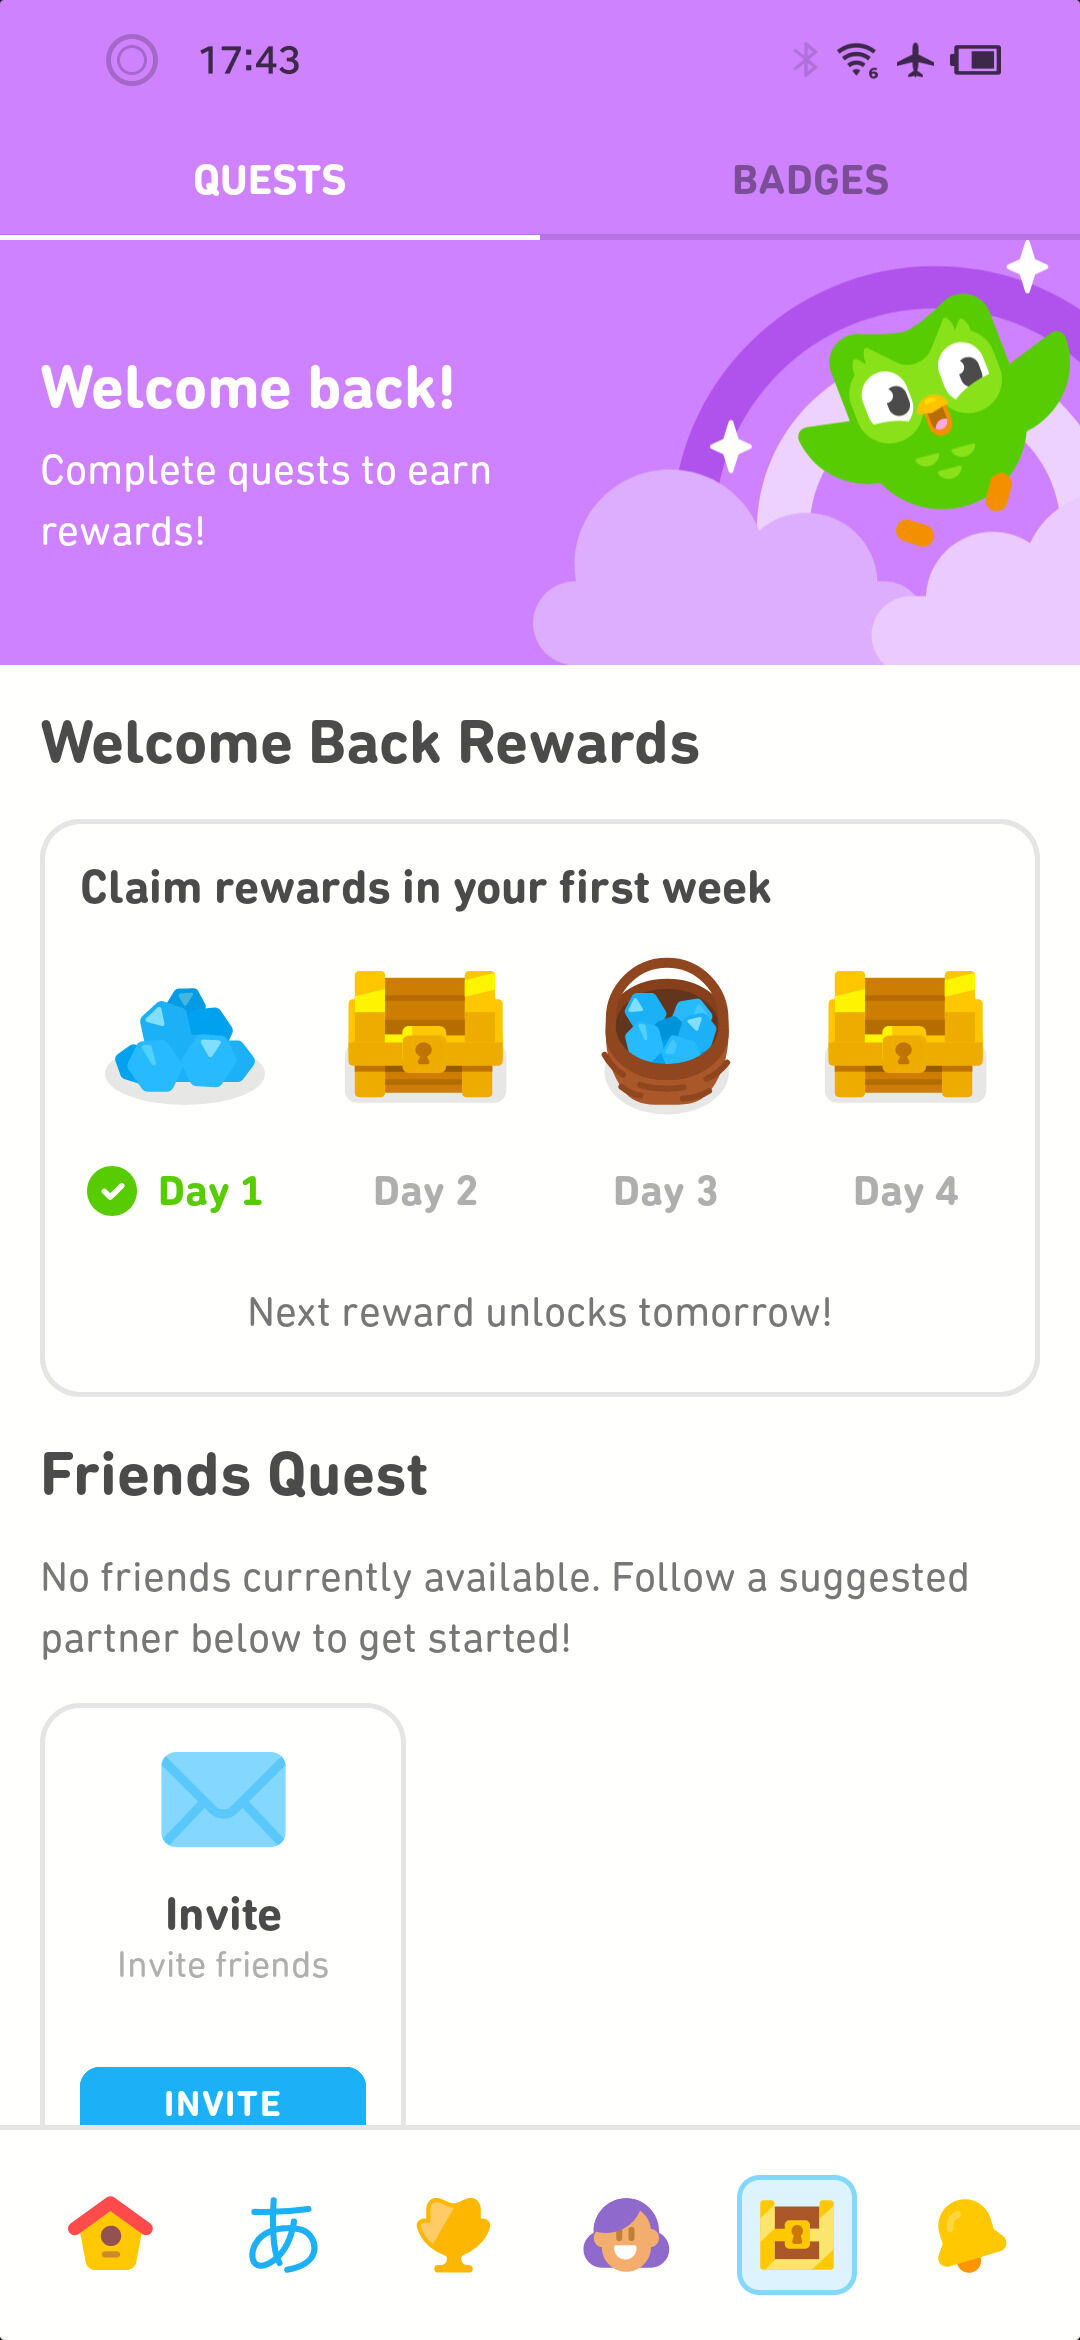 17:43
6
QUESTS
BADGES
Welcome back!
Complete quests to earn
rewards!
Welcome Back Rewards
Claim rewards in your first week
Day 1
Day 2
Day 3
Day 4
Next reward unlocks tomorrow!
Friends Quest
No friends currently available. Follow a suggested
partner below to get started!
Invite
Invite friends
INVITE
あ